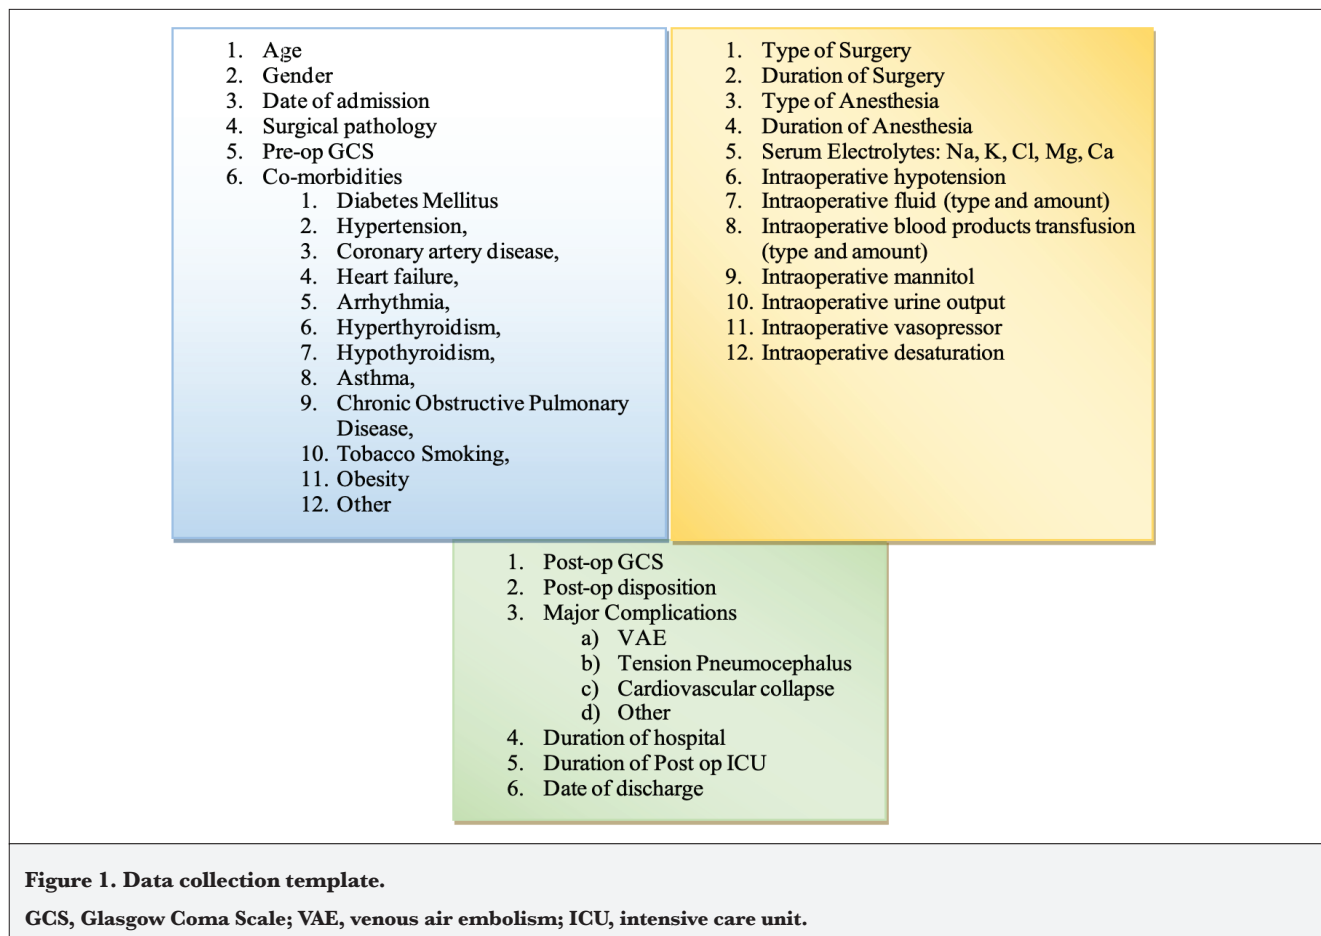 1. Age
2. Gender
3. Date of admission
4. Surgical pathology
5. Pre-op GCS
6. Co-morbidities
1. Diabetes Mellitus
2. Hypertension,
3. Coronary artery disease,
4. Heart failure,
5. Arrhythmia,
6. Hyperthyroidism,
7. Hypothyroidism,
8. Asthma,
9. Chronic Obstructive Pulmonary
Disease,
10. Tobacco Smoking,
11. Obesity
12. Other
1. Type of Surgery
2. Duration of Surgery
3. Type of Anesthesia
4. Duration of Anesthesia
5. Serum Electrolytes: Na, K, Cl, Mg, Ca
6. Intraoperative hypotension
7. Intraoperative fluid (type and amount)
8. Intraoperative blood products transfusion
(type and amount)
9. Intraoperative mannitol
10. Intraoperative urine output
11. Intraoperative vasopressor
12. Intraoperative desaturation
1. Post-op GCS
2. Post-op disposition
3. Major Complications
a) VAE
b) Tension Pneumocephalus
c) Cardiovascular collapse
d) Other
4. Duration of hospital
5. Duration of Post op ICU
6. Date of discharge
Figure 1. Data collection template.
GCS, Glasgow Coma Scale; VAE, venous air embolism; ICU, intensive care unit.